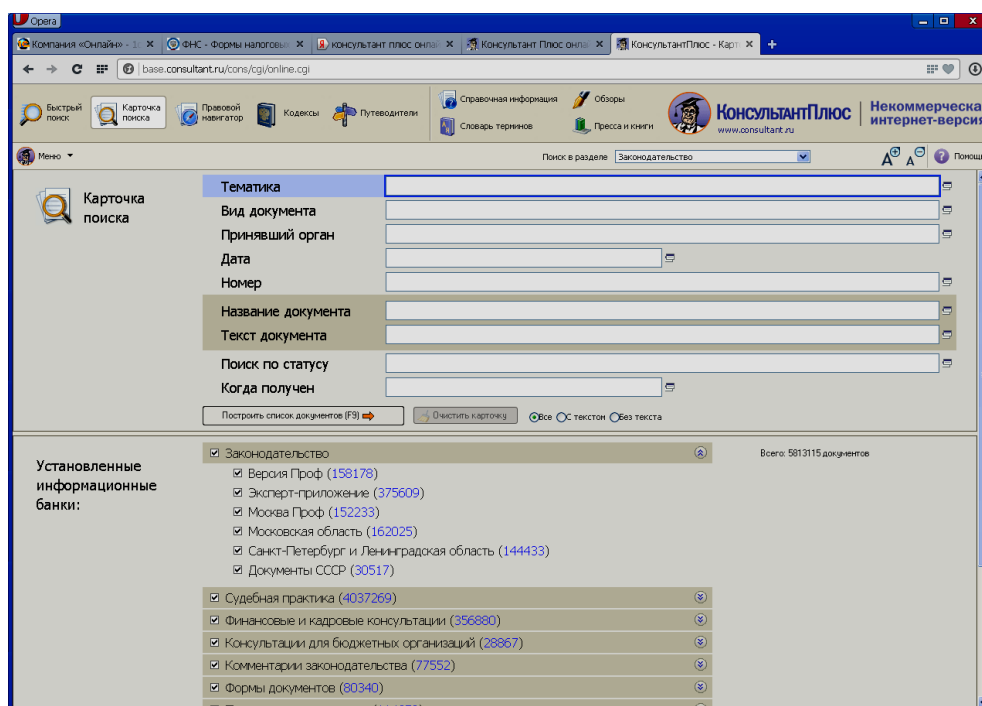 Opera
Компания «Онлайн» - 1с
ФНС - Формы налоговы
консультант плюс онлай
Консультант Плюс онла
КонсультантПлюс - Карт
base.consultant.ru/cons/cgi/online.cgi
Быстрый поиск
Карточка поиска
Правовой навигатор
Кодексы
Путеводители
Справочная информация
Словарь терминов
Обзоры
Пресса и книги
КонсультантПлюс
www.consultant.ru
Некоммерческа
интернет-версия
Меню
Поиск в разделе Законодательство
Помощь
Карточка
поиска
Тематика
Вид документа
Принявший орган
Дата
Номер
Название документа
Текст документа
Поиск по статусу
Когда получен
Построить список документов (F9)
Очистить карточку
Все С текстом Без текста
Установленные
информационные
банки:
Законодательство
Всего: 5813115 документов
Версия Проф (158178)
Эксперт-приложение (375609)
Москва Проф (152233)
Московская область (162025)
Санкт-Петербург и Ленинградская область (144433)
Документы СССР (30517)
Судебная практика (4037269)
Финансовые и кадровые консультации (356880)
Консультации для бюджетных организаций (28867)
Комментарии законодательства (77552)
Формы документов (80340)